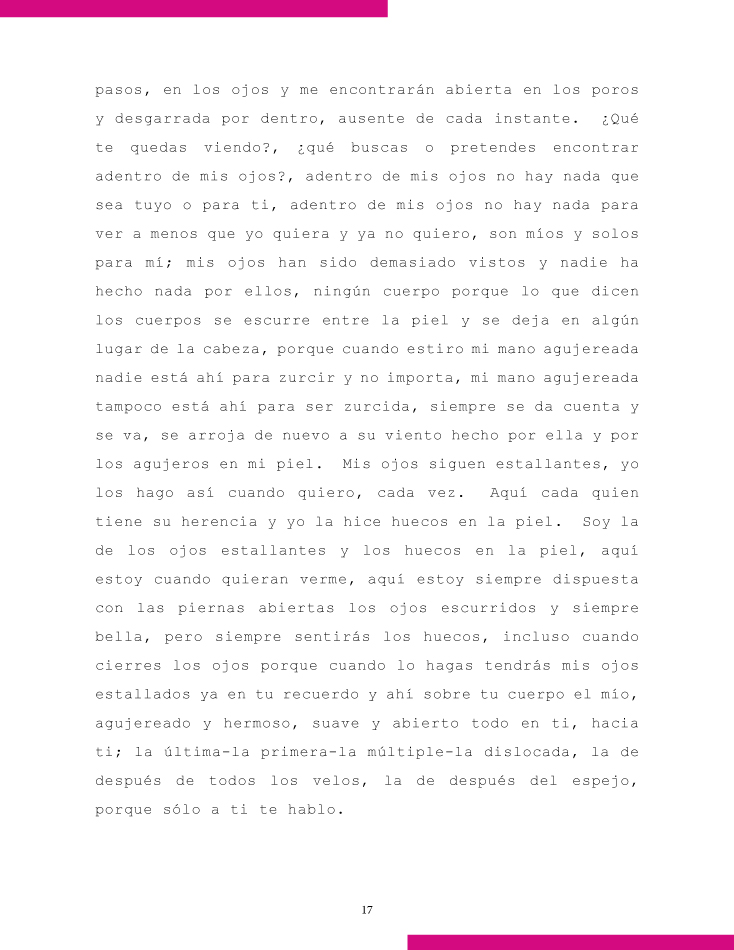 pasos, en los ojos y me encontrarán abierta en los poros
y desgarrada por dentro, ausente de cada instante.  ¿Qué
te quedas viendo?, ¿qué buscas o pretendes encontrar
adentro de mis ojos?, adentro de mis ojos no hay nada que
sea tuyo o para ti, adentro de mis ojos no hay nada para
ver a menos que yo quiera y ya no quiero, son míos y solos
para mí; mis ojos han sido demasiado vistos y nadie ha
hecho nada por ellos, ningún cuerpo porque lo que dicen
los cuerpos se escurre entre la piel y se deja en algún
lugar de la cabeza, porque cuando estiro mi mano agujereada
nadie está ahí para zurcir y no importa, mi mano agujereada
tampoco está ahí para ser zurcida, siempre se da cuenta y
se va, se arroja de nuevo a su viento hecho por ella y por
los agujeros en mi piel.  Mis ojos siguen estallantes, yo
los hago así cuando quiero, cada vez.  Aquí cada quien
tiene su herencia y yo la hice huecos en la piel.  Soy la
de los ojos estallantes y los huecos en la piel, aquí
estoy cuando quieran verme, aquí estoy siempre dispuesta
con las piernas abiertas los ojos escurridos y siempre
bella, pero siempre sentirás los huecos, incluso cuando
cierres los ojos porque cuando lo hagas tendrás mis ojos
estallados ya en tu recuerdo y ahí sobre tu cuerpo el mío,
agujereado y hermoso, suave y abierto todo en ti, hacia
ti; la última-la primera-la múltiple-la dislocada, la de
después de todos los velos, la de después del espejo,
porque sólo a ti te hablo.
17